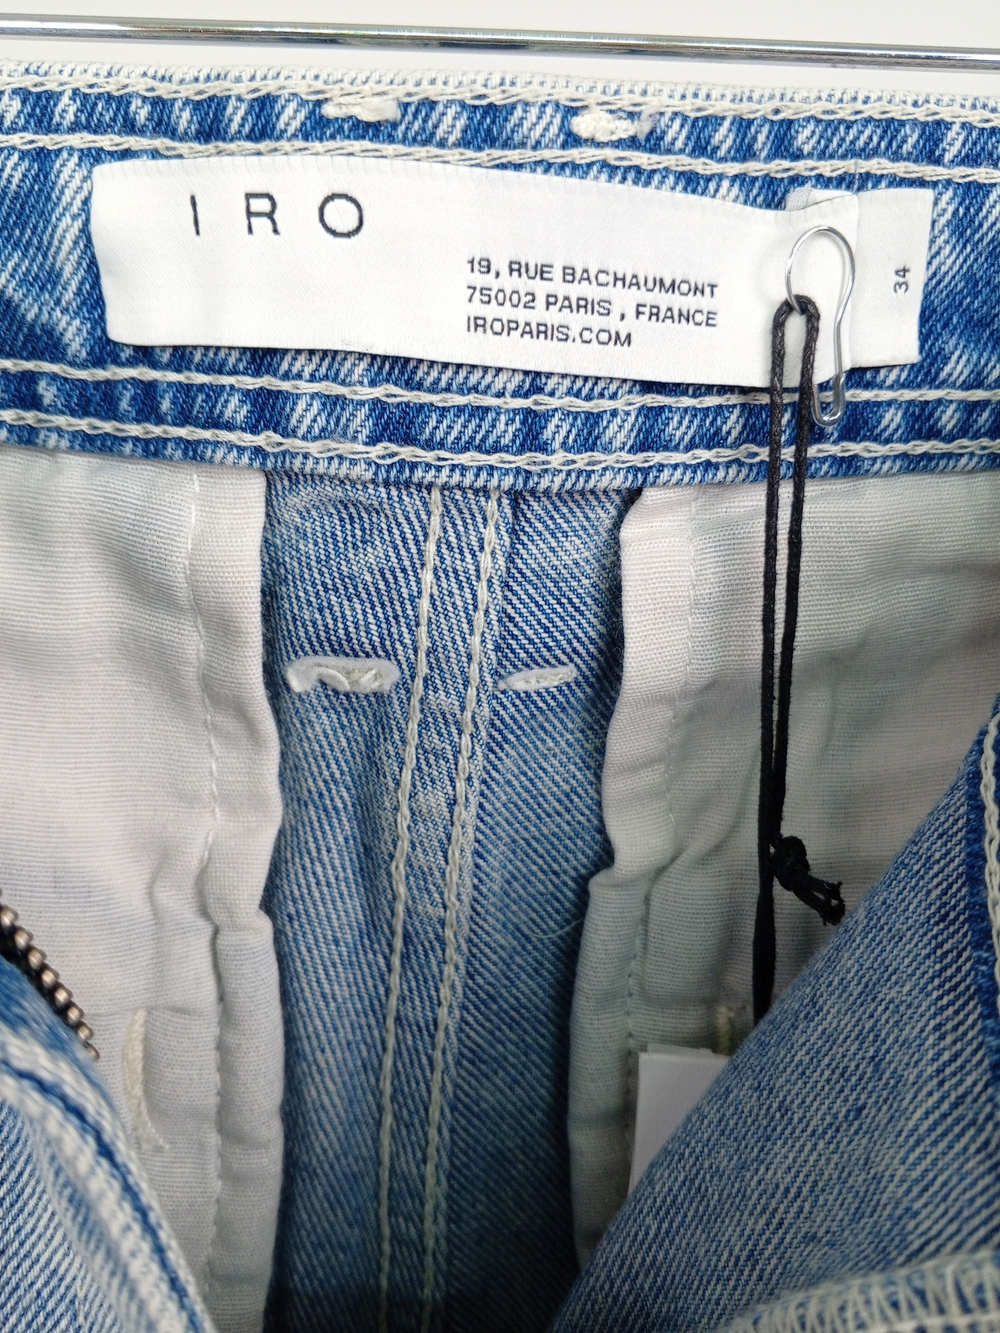 IRO
19, RUE BACHAUMONT
75002 PARIS , FRANCE
IROPARIS.COM
34